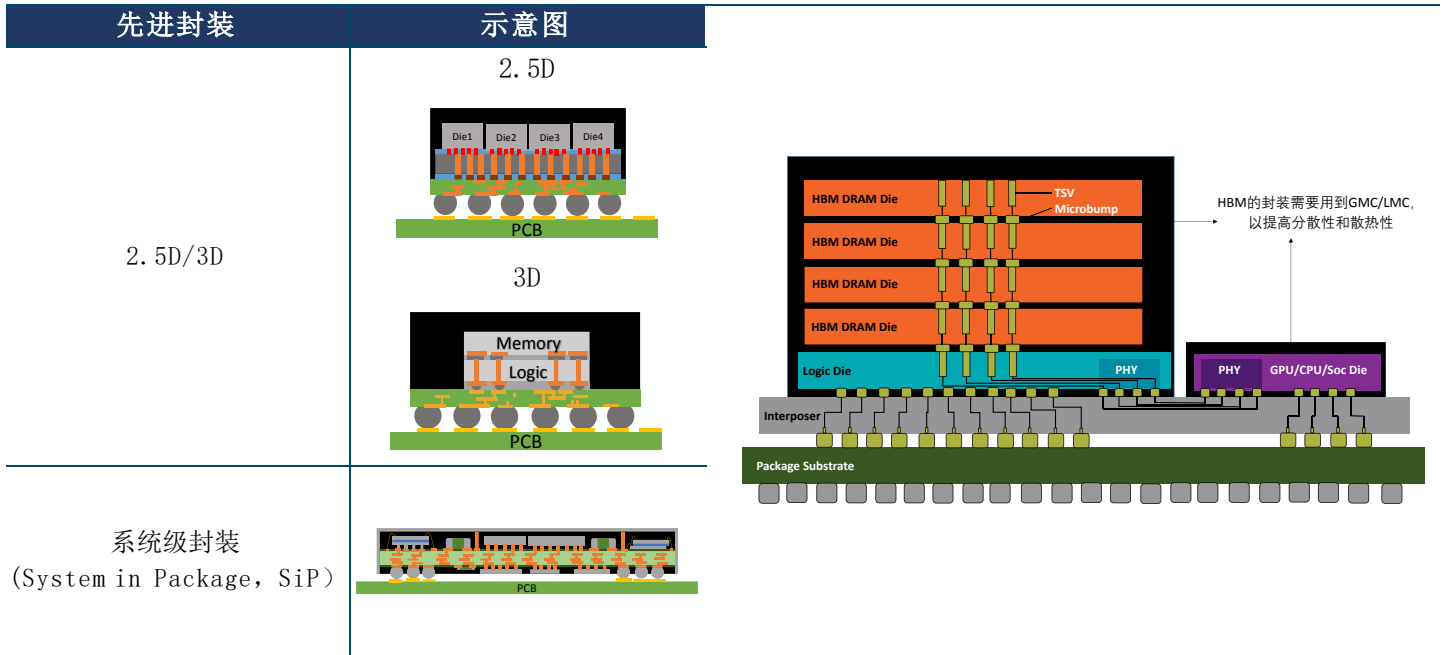 先进封装
示意图
2.5D/3D
2.5D
Die1 Die2 Die3 Die4
PCB
3D
Memory
Logic
PCB
系统级封装
(System in Package, SiP)
PCB
HBM DRAM Die
TSV
Microbump
HBM DRAM Die
HBM DRAM Die
HBM DRAM Die
Logic Die
PHY
PHY
GPU/CPU/Soc Die
Interposer
Package Substrate
HBM的封装需要用到GMC/LMC,
以提高分散性和散热性